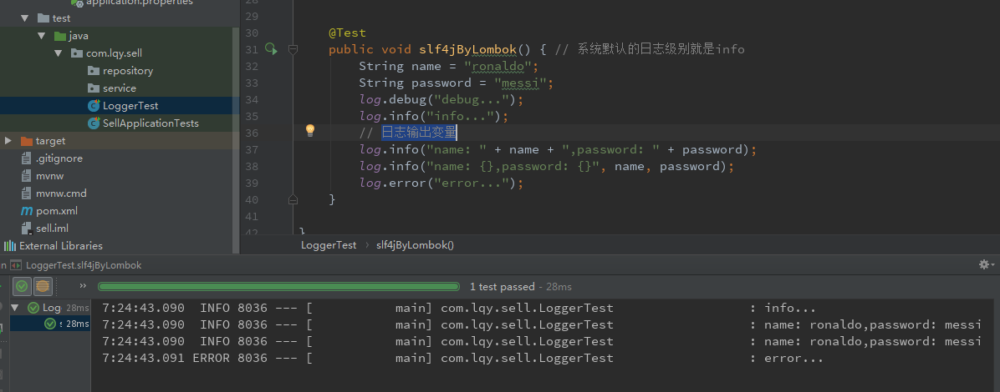 application.properties
test
java
com.lqy.sell
repository
service
LoggerTest
SellApplicationTests
target
.gitignore
mvnw
mvnw.cmd
pom.xml
sell.iml
External Libraries
29
30 @Test
31 public void slf4jByLombok() { // 系统默认的日志级别就是info
32 String name = "ronaldo";
33 String password = "messi";
34 log.debug("debug...");
35 log.info("info...");
36 // 日志输出变量
37 log.info("name: " + name + ",password: " + password);
38 log.info("name: {},password: {}", name, password);
39 log.error("error...");
40 }
41
42 }
LoggerTest › slf4jByLombok()
LoggerTest.slf4jByLombok
1 test passed - 28ms
Log 28ms
s 28ms
7:24:43.090  INFO 8036 --- [           main] com.lqy.sell.LoggerTest                  : info...
7:24:43.090  INFO 8036 --- [           main] com.lqy.sell.LoggerTest                  : name: ronaldo,password: messi
7:24:43.090  INFO 8036 --- [           main] com.lqy.sell.LoggerTest                  : name: ronaldo,password: messi
7:24:43.091 ERROR 8036 --- [           main] com.lqy.sell.LoggerTest                  : error...